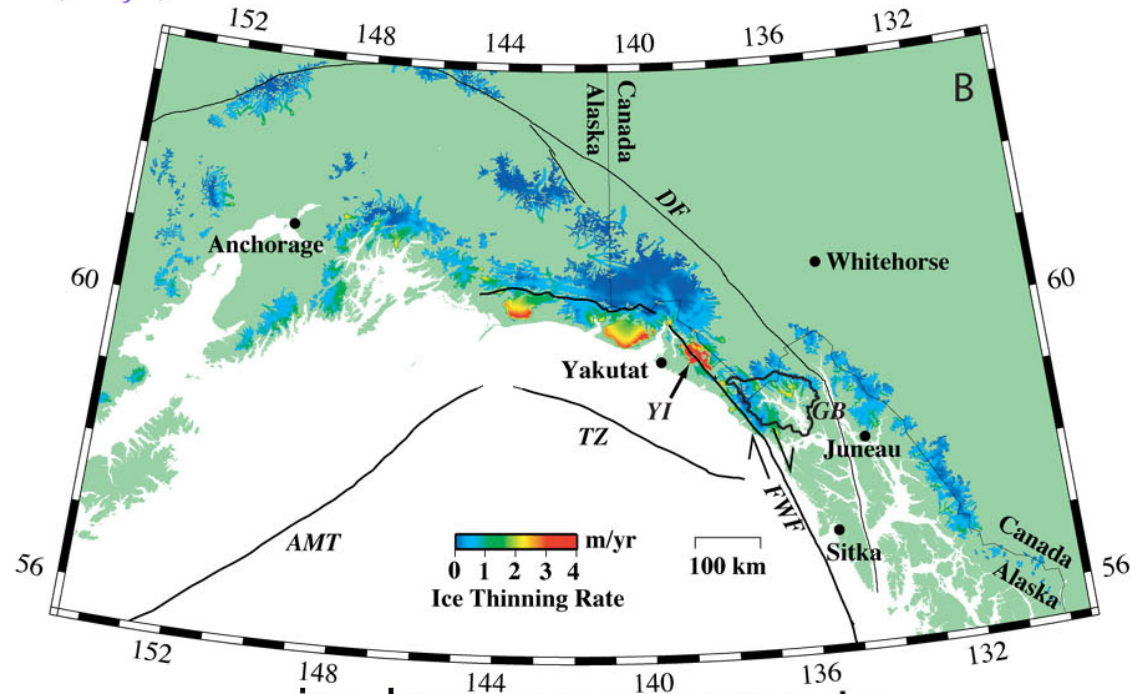 152
148
144
140
136
132
B
Alaska
Canada
DF
Anchorage
Whitehorse
60
60
Yakutat
YI
GB
TZ
Juneau
FWF
AMT
m/yr
0 1 2 3 4
Ice Thinning Rate
100 km
Sitka
Canada
Alaska
56
56
152
148
144
140
136
132